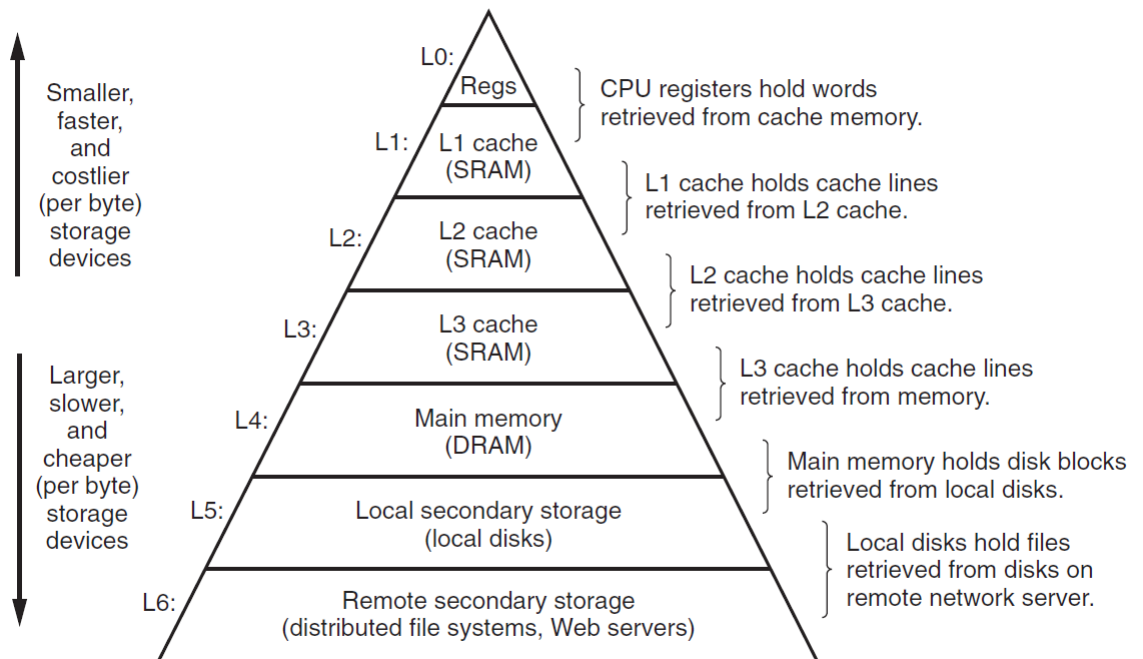 Smaller,
faster,
and
costlier
(per byte)
storage
devices
Larger,
slower,
and
cheaper
(per byte)
storage
devices
L0:
Regs
CPU registers hold words
retrieved from cache memory.
L1:
L1 cache
(SRAM)
L1 cache holds cache lines
retrieved from L2 cache.
L2:
L2 cache
(SRAM)
L2 cache holds cache lines
retrieved from L3 cache.
L3:
L3 cache
(SRAM)
L3 cache holds cache lines
retrieved from memory.
L4:
Main memory
(DRAM)
Main memory holds disk blocks
retrieved from local disks.
L5:
Local secondary storage
(local disks)
Local disks hold files
retrieved from disks on
remote network server.
L6:
Remote secondary storage
(distributed file systems, Web servers)